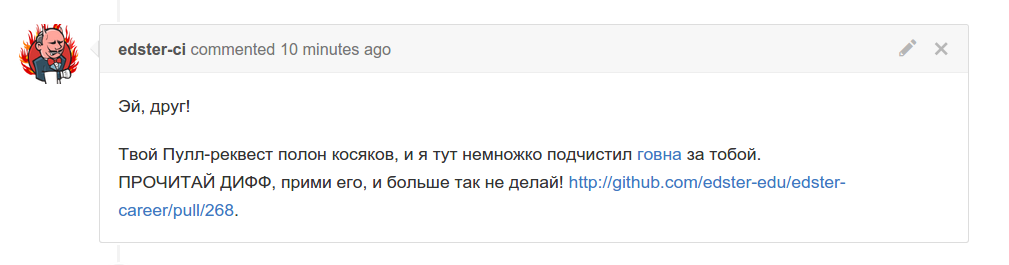 edster-ci commented 10 minutes ago
Эй, друг!
Твой Пулл-реквест полон косяков, и я тут немножко подчистил говна за тобой.
ПРОЧИТАЙ ДИФФ, прими его, и больше так не делай! http://github.com/edster-edu/edster-
career/pull/268.